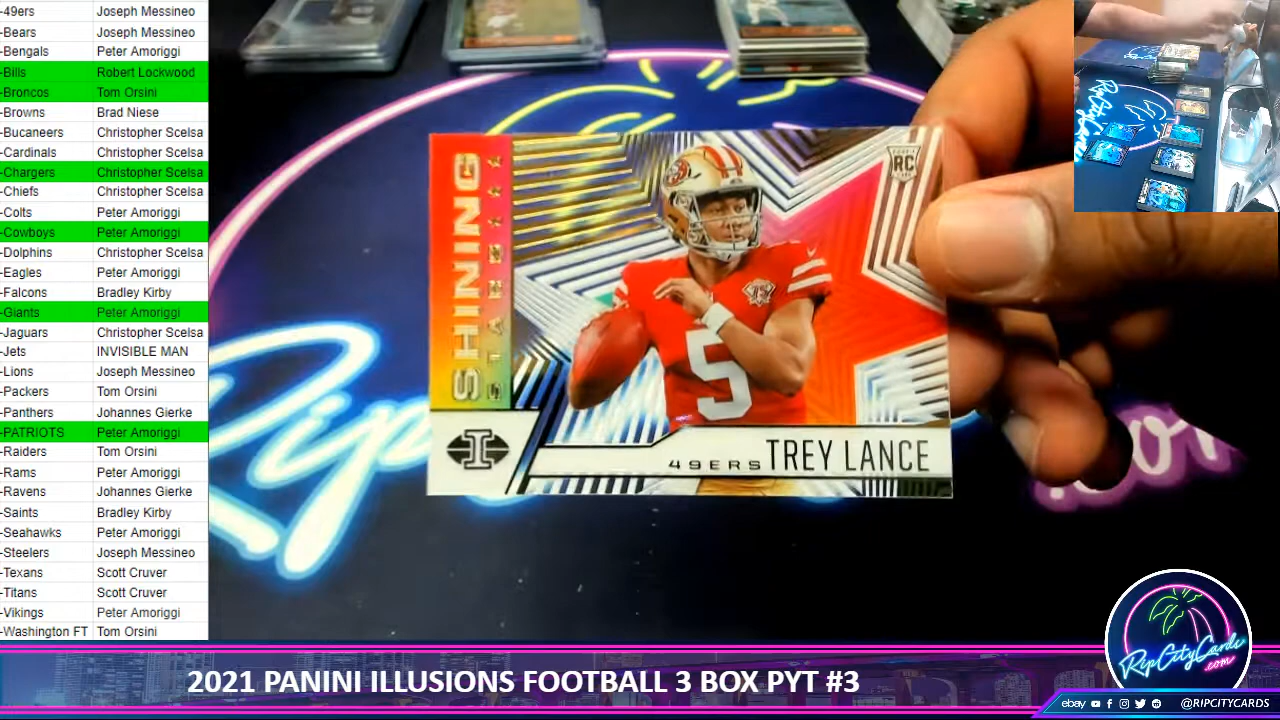 -49ers Joseph Messineo
-Bears Joseph Messineo
-Bengals Peter Amoriggi
-Bills Robert Lockwood
-Broncos Tom Orsini
-Browns Brad Niese
-Bucaneers Christopher Scelsa
-Cardinals Christopher Scelsa
-Chargers Christopher Scelsa
-Chiefs Christopher Scelsa
-Colts Peter Amoriggi
-Cowboys Peter Amoriggi
-Dolphins Christopher Scelsa
-Eagles Peter Amoriggi
-Falcons Bradley Kirby
-Giants Peter Amoriggi
-Jaguars Christopher Scelsa
-Jets INVISIBLE MAN
-Lions Joseph Messineo
-Packers Tom Orsini
-Panthers Johannes Gierke
-PATRIOTS Peter Amoriggi
-Raiders Tom Orsini
-Rams Peter Amoriggi
-Ravens Johannes Gierke
-Saints Bradley Kirby
-Seahawks Peter Amoriggi
-Steelers Joseph Messineo
-Texans Scott Cruver
-Titans Scott Cruver
-Vikings Peter Amoriggi
-Washington FT Tom Orsini
SHINING
STARS
RC
75
5
I
49ERS TREY LANCE
Rip
RipCityCards
.com
2021 PANINI ILLUSIONS FOOTBALL 3 BOX PYT #3
ebay @RIPCITYCARDS